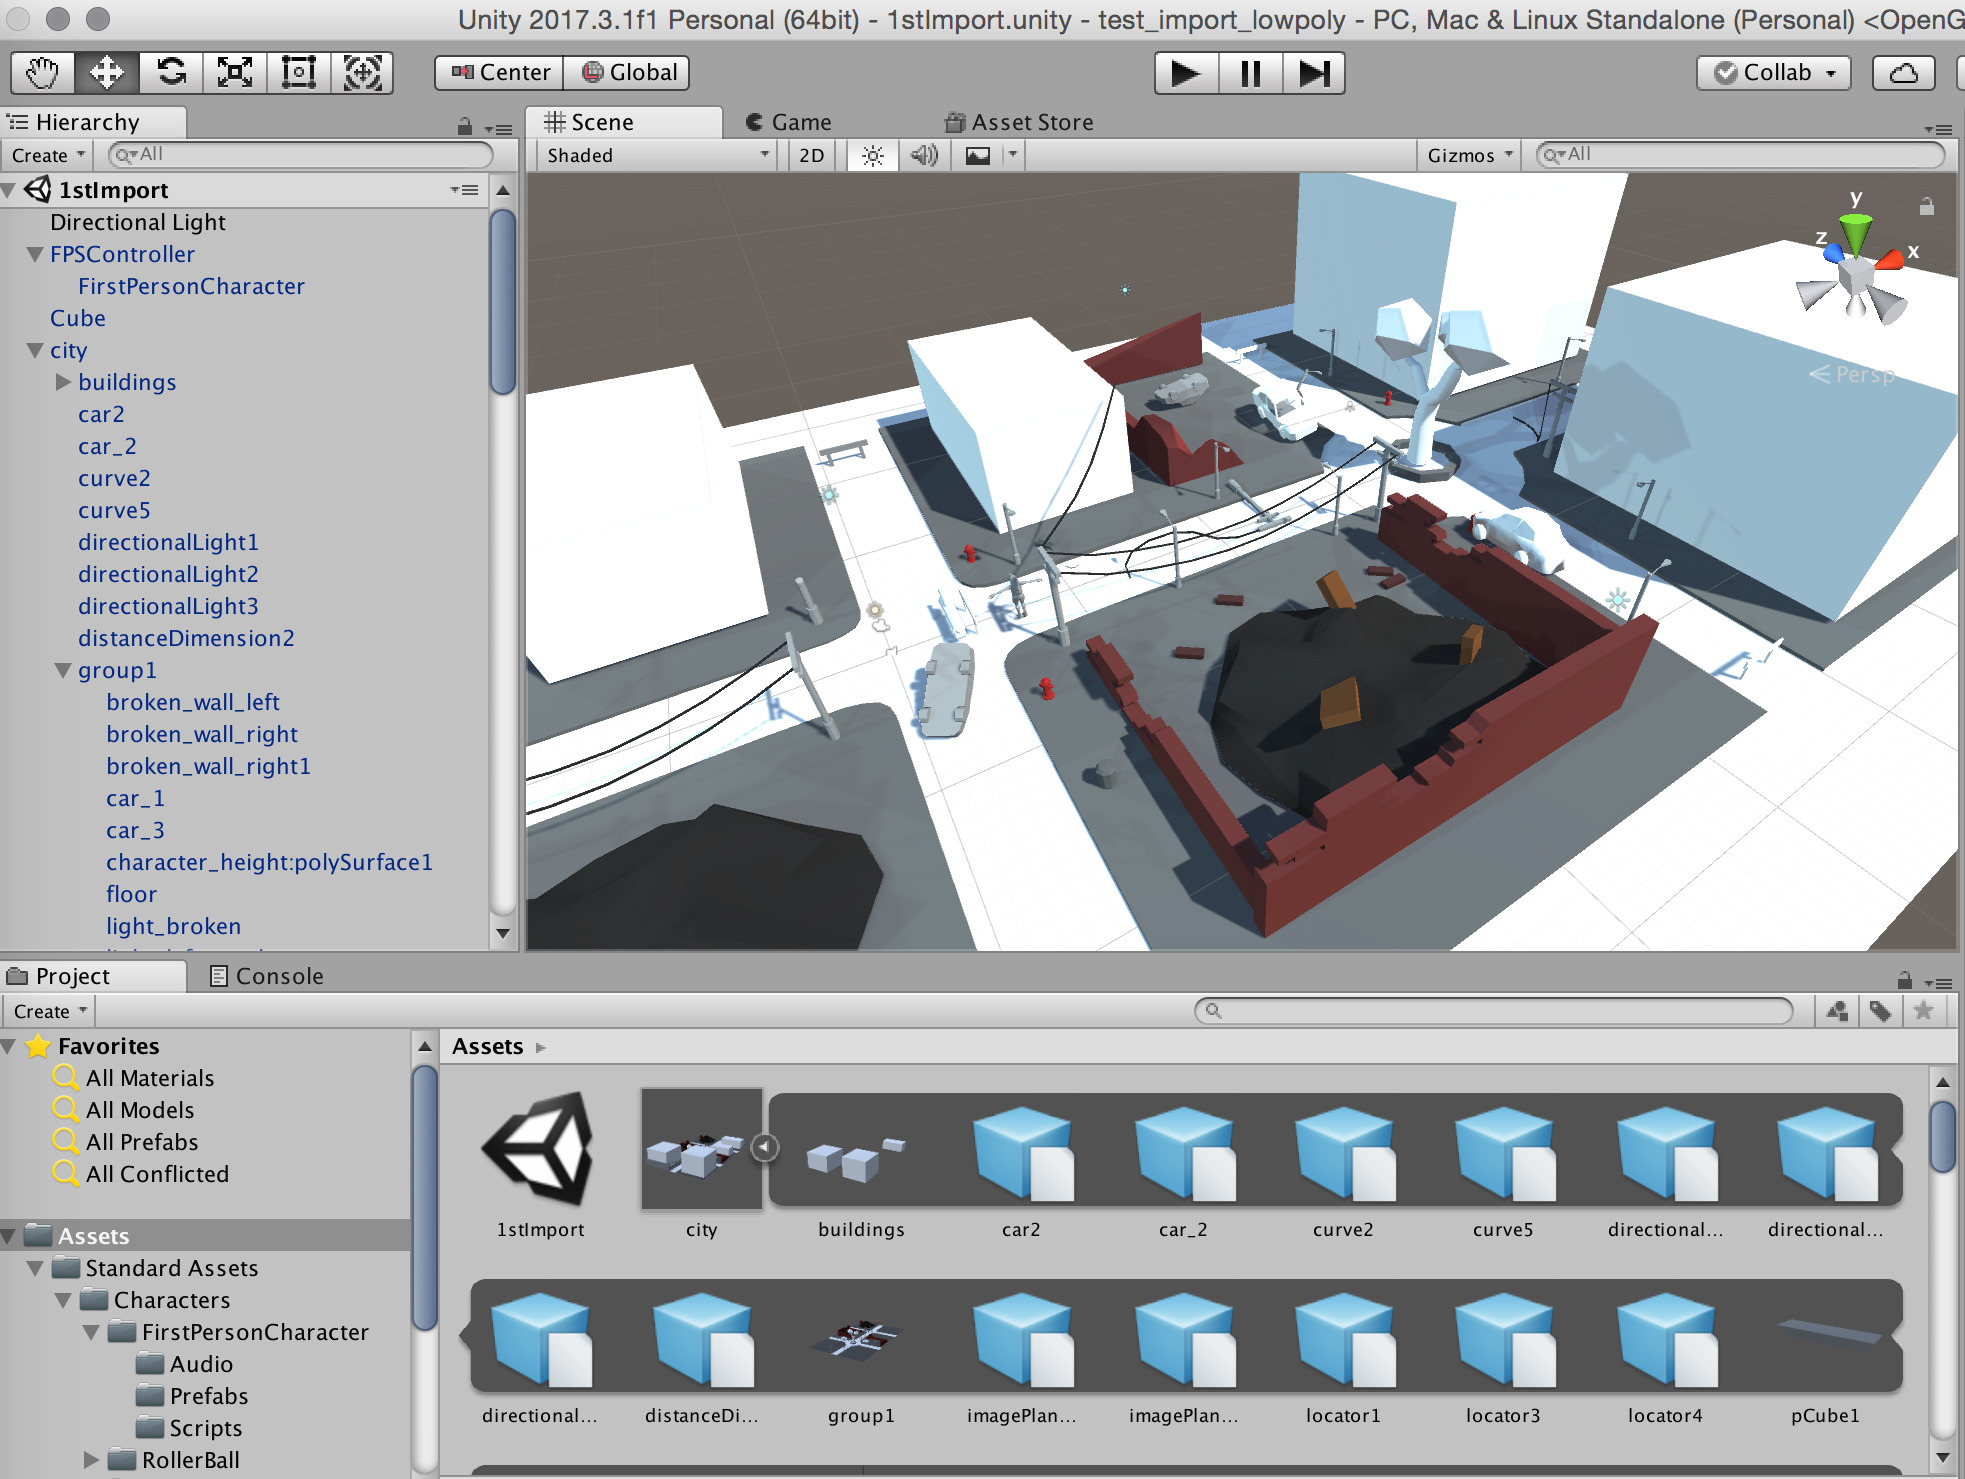 Unity 2017.3.1f1 Personal (64bit) - 1stImport.unity - test_import_lowpoly - PC, Mac & Linux Standalone (Personal) <OpenG
Center Global Collab
Hierarchy Scene Game Asset Store
Create All Shaded 2D Gizmos All
1stImport
Directional Light
FPSController
FirstPersonCharacter
Cube
city
buildings
car2
car_2
curve2
curve5
directionalLight1
directionalLight2
directionalLight3
distanceDimension2
group1
broken_wall_left
broken_wall_right
broken_wall_right1
car_1
car_3
character_height:polySurface1
floor
light_broken
y
z x
Persp
Project Console
Create
Favorites
All Materials
All Models
All Prefabs
All Conflicted
Assets
Standard Assets
Characters
FirstPersonCharacter
Audio
Prefabs
Scripts
RollerBall
Assets
1stImport city buildings car2 car_2 curve2 curve5 directional... directional...
directional... distanceDi... group1 imagePlan... imagePlan... locator1 locator3 locator4 pCube1